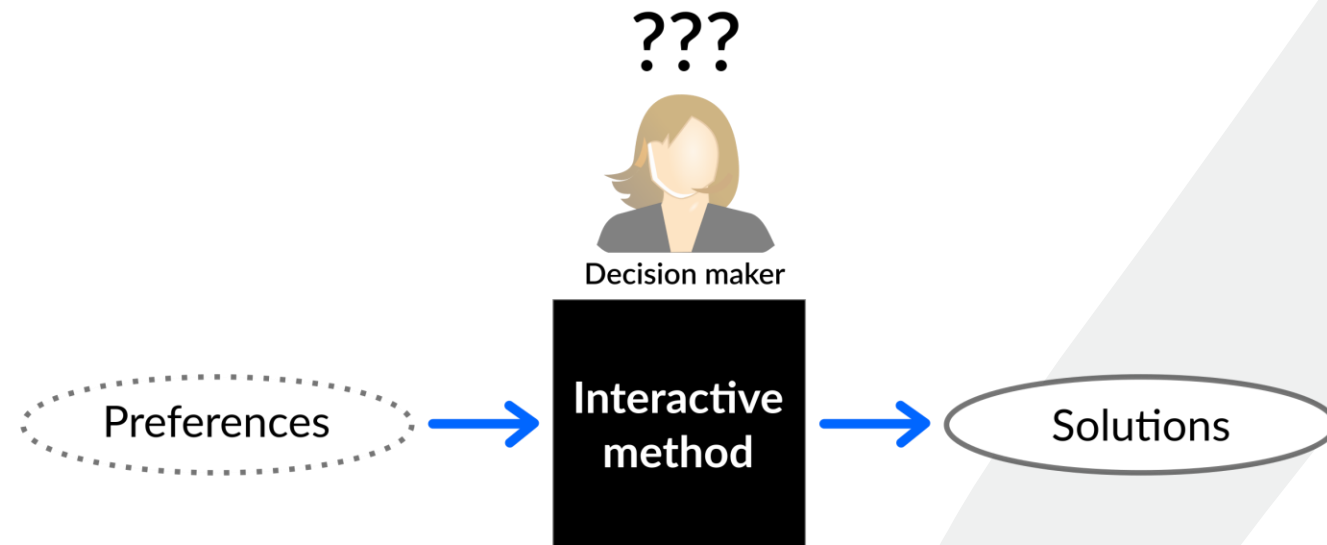 ???
Decision maker
Preferences
Interactive
method
Solutions